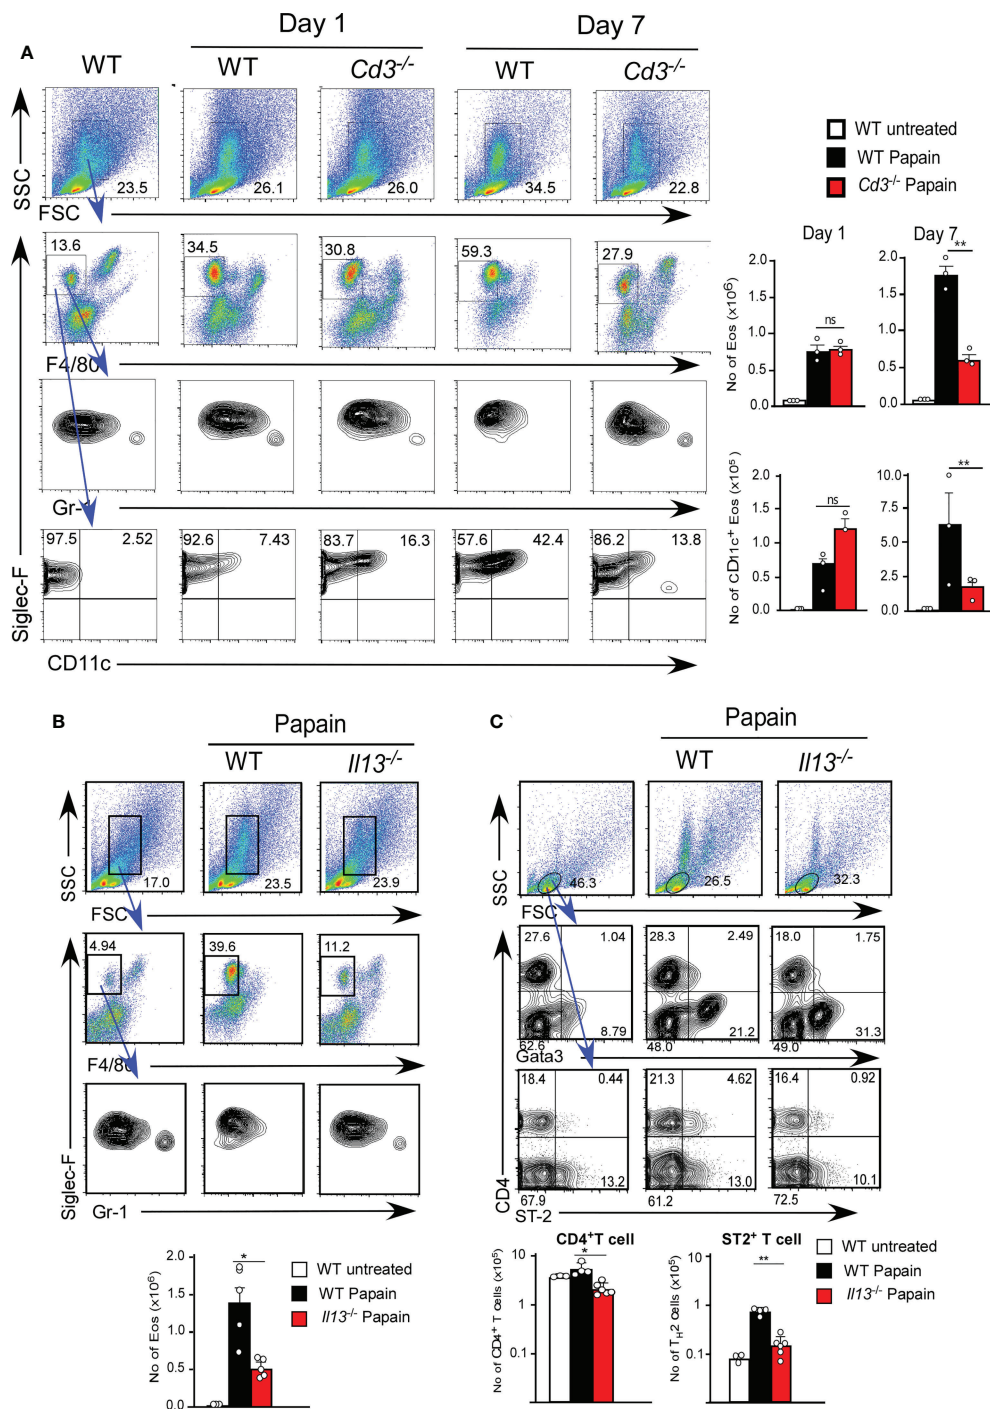 A
Day 1
Day 7
WT
WT
Cd3-/-
WT
Cd3-/-
SSC
23.5
26.1
26.0
34.5
22.8
FSC
WT untreated
WT Papain
Cd3-/- Papain
13.6
34.5
30.8
59.3
27.9
F4/80
Gr-1
97.5
2.52
92.6
7.43
83.7
16.3
57.6
42.4
86.2
13.8
Siglec-F
CD11c
Day 1
Day 7
No of Eos (x10⁶)
2.0
1.5
1.0
0.5
0.0
ns
2.0
1.5
1.0
0.5
0.0
**
No of CD11c⁺ Eos (x10⁵)
2.0
1.5
1.0
0.5
0.0
ns
10.0
7.5
5.0
2.5
0.0
**
B
Papain
WT
Il13-/-
SSC
17.0
23.5
23.9
FSC
4.94
39.6
11.2
F4/80
Siglec-F
Gr-1
No of Eos (x10⁶)
2.0
1.5
1.0
0.5
0.0
*
WT untreated
WT Papain
Il13-/- Papain
C
Papain
WT
Il13-/-
SSC
46.3
26.5
32.3
FSC
27.6
1.04
28.3
2.49
18.0
1.75
8.79
21.2
31.3
62.6
48.0
49.0
Gata3
18.4
0.44
21.3
4.62
16.4
0.92
13.2
13.0
10.1
67.9
61.2
72.5
CD4
ST-2
CD4⁺T cell
No of CD4⁺ T cells (x10⁵)
10
1
0.1
*
ST2⁺ T cell
No of TH2 cells (x10⁵)
10
1
0.1
**
WT untreated
WT Papain
Il13-/- Papain